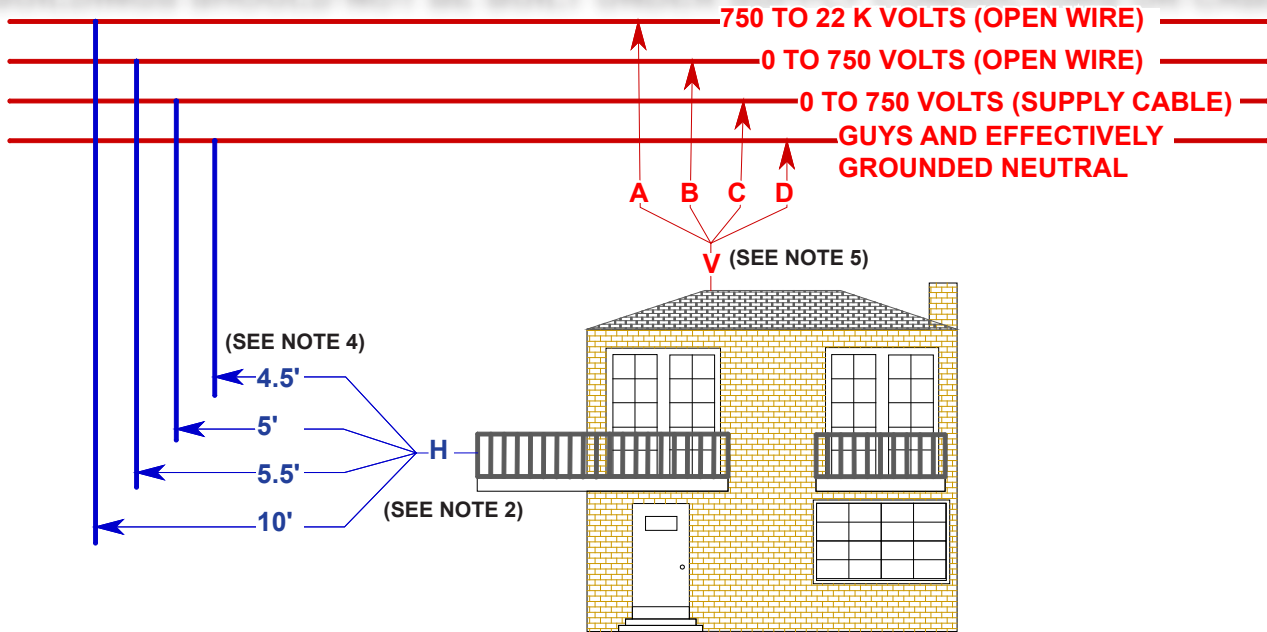 750 TO 22 K VOLTS (OPEN WIRE)
0 TO 750 VOLTS (OPEN WIRE)
0 TO 750 VOLTS (SUPPLY CABLE)
GUYS AND EFFECTIVELY
GROUNDED NEUTRAL
A B C D
V (SEE NOTE 5)
(SEE NOTE 4)
4.5'
5'
H
5.5'
(SEE NOTE 2)
10'